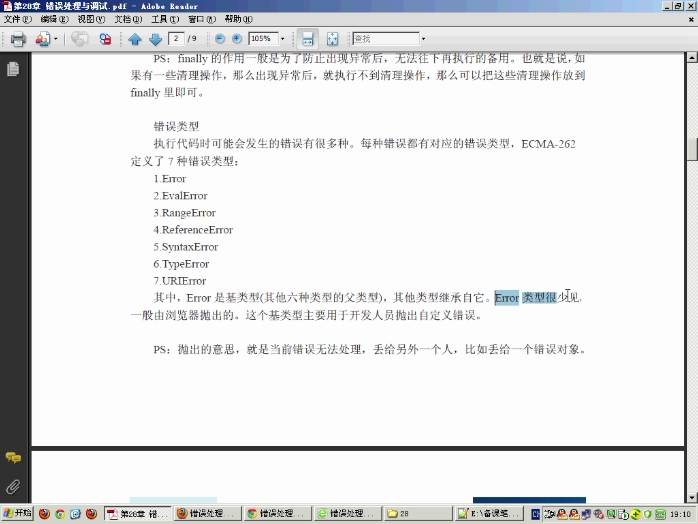 第28章 错误处理与调试.pdf - Adobe Reader
文件(F) 编辑(E) 视图(V) 文档(D) 工具(T) 窗口(W) 帮助(H)
2 / 9 105% 查找
PS：finally 的作用一般是为了防止出现异常后，无法往下再执行的备用。也就是说，如
果有一些清理操作，那么出现异常后，就执行不到清理操作，那么可以把这些清理操作放到
finally 里即可。
错误类型
执行代码时可能会发生的错误有很多种。每种错误都有对应的错误类型，ECMA-262
定义了 7 种错误类型：
1.Error
2.EvalError
3.RangeError
4.ReferenceError
5.SyntaxError
6.TypeError
7.URIError
其中，Error 是基类型(其他六种类型的父类型)，其他类型继承自它。Error 类型很少见，
一般由浏览器抛出的。这个基类型主要用于开发人员抛出自定义错误。
PS：抛出的意思，就是当前错误无法处理，丢给另外一个人，比如丢给一个错误对象。
开始 第28章 错... 错误处理... 错误处理... 错误处理... 28 E:\备课笔... 19:10